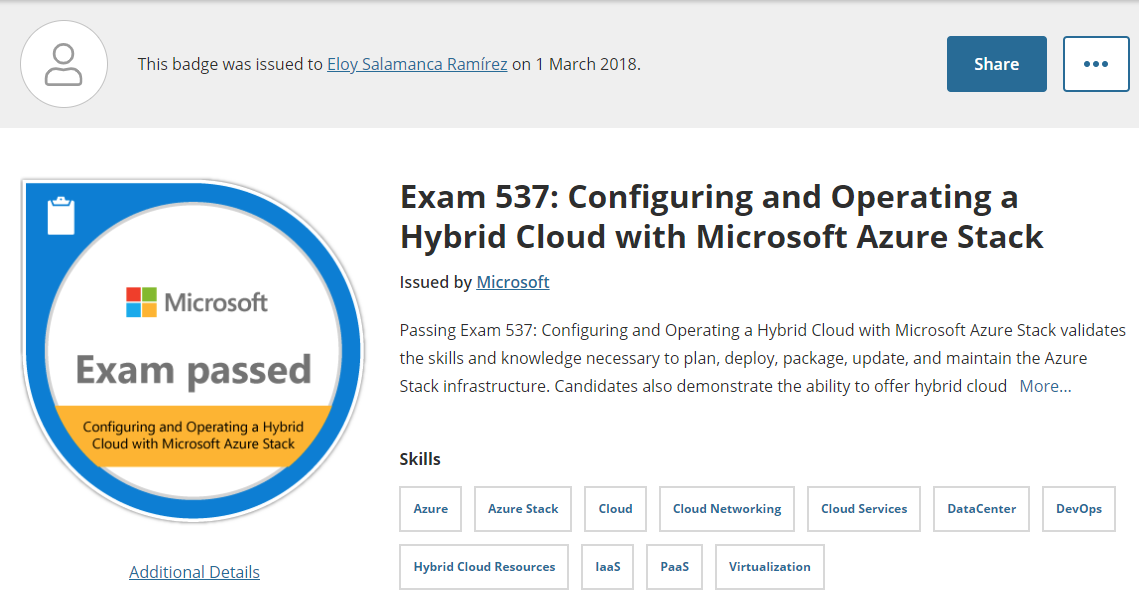 This badge was issued to Eloy Salamanca Ramírez on 1 March 2018.
Share
Microsoft
Exam passed
Configuring and Operating a Hybrid
Cloud with Microsoft Azure Stack
Additional Details
Exam 537: Configuring and Operating a
Hybrid Cloud with Microsoft Azure Stack
Issued by Microsoft
Passing Exam 537: Configuring and Operating a Hybrid Cloud with Microsoft Azure Stack validates
the skills and knowledge necessary to plan, deploy, package, update, and maintain the Azure
Stack infrastructure. Candidates also demonstrate the ability to offer hybrid cloud More...
Skills
Azure Azure Stack Cloud Cloud Networking Cloud Services DataCenter DevOps
Hybrid Cloud Resources IaaS PaaS Virtualization